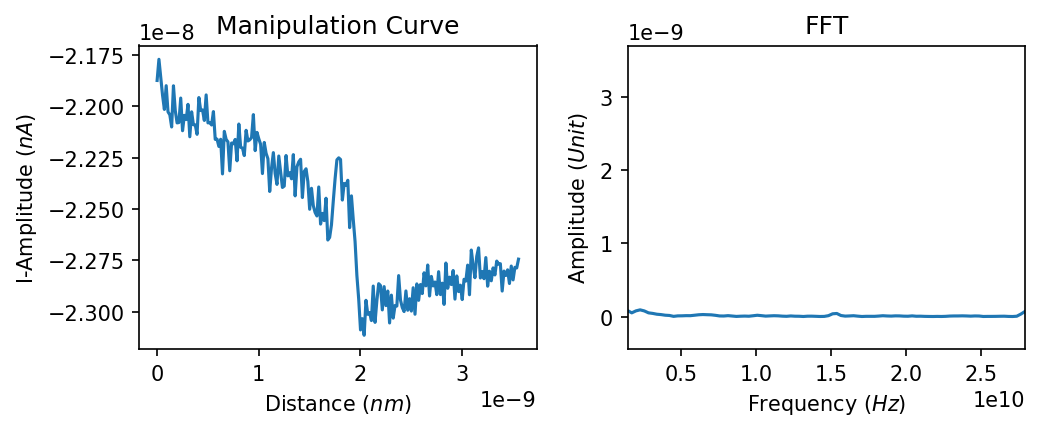 Manipulation Curve
1e−8
−2.175
−2.200
−2.225
−2.250
−2.275
−2.300
I-Amplitude (nA)
0
1
2
3
Distance (nm)
1e−9
FFT
1e−9
3
2
1
0
Amplitude (Unit)
0.5
1.0
1.5
2.0
2.5
Frequency (Hz)
1e10